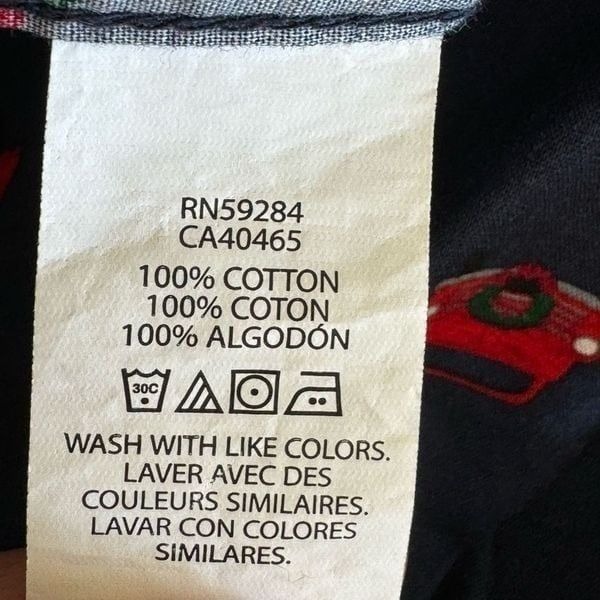 RN59284
CA40465
100% COTTON
100% COTON
100% ALGODÓN
30C
WASH WITH LIKE COLORS.
LAVER AVEC DES
COULEURS SIMILAIRES.
LAVAR CON COLORES
SIMILARES.